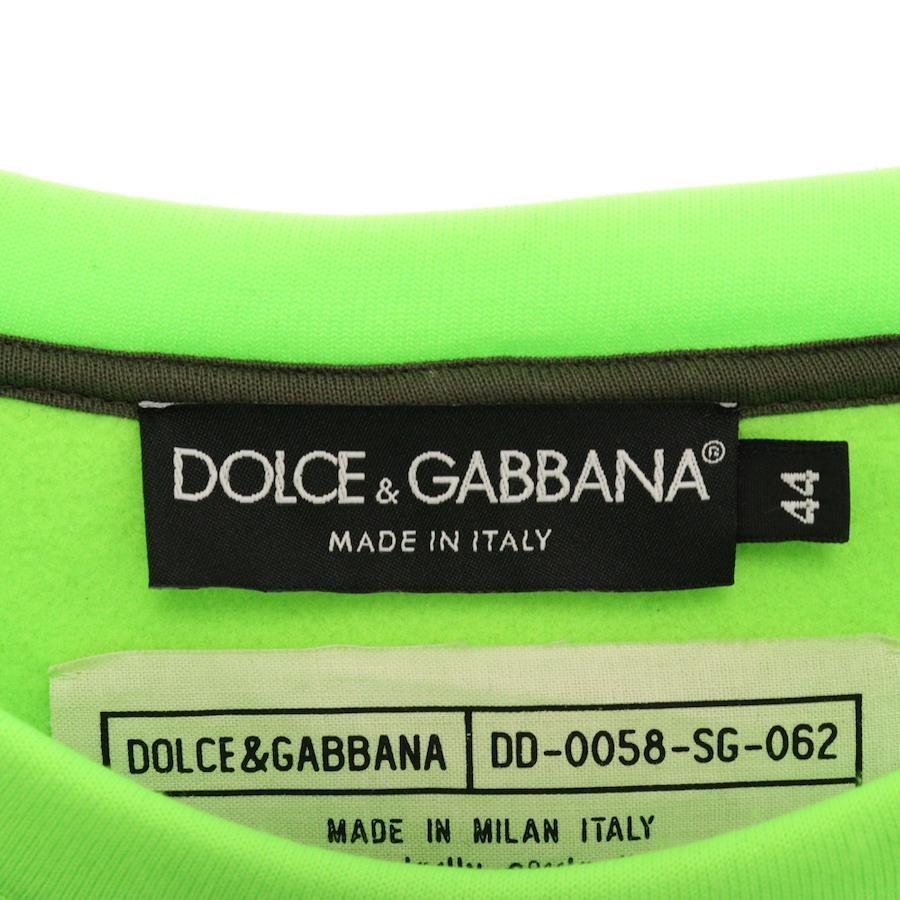 DOLCE & GABBANA®
MADE IN ITALY
44
DOLCE&GABBANA DD-0058-SG-062
MADE IN MILAN ITALY